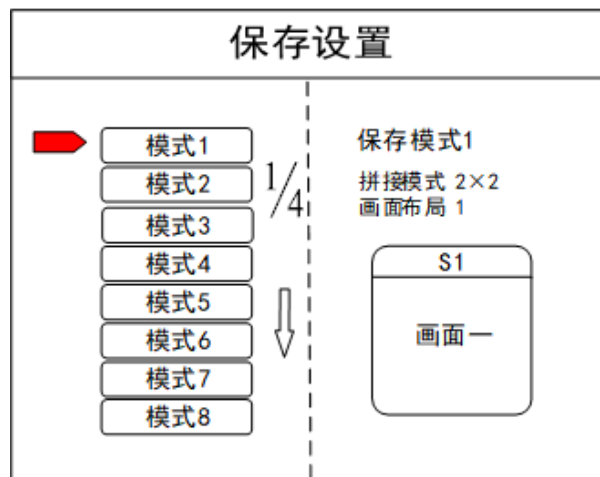 保存设置
模式1
模式2
模式3
模式4
模式5
模式6
模式7
模式8
1/4
保存模式1
拼接模式 2×2
画面布局 1
S1
画面一